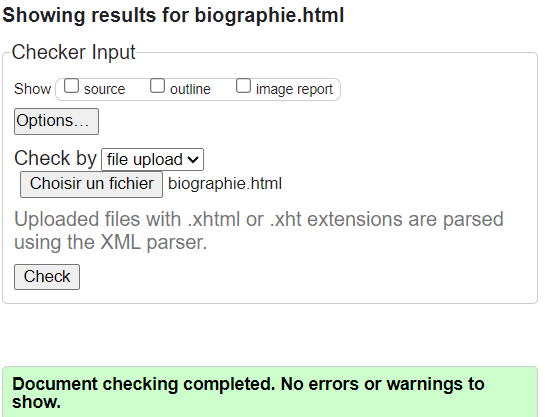 Showing results for biographie.html
Checker Input
Show source outline image report
Options...
Check by file upload
Choisir un fichier biographie.html
Uploaded files with .xhtml or .xht extensions are parsed
using the XML parser.
Check
Document checking completed. No errors or warnings to
show.